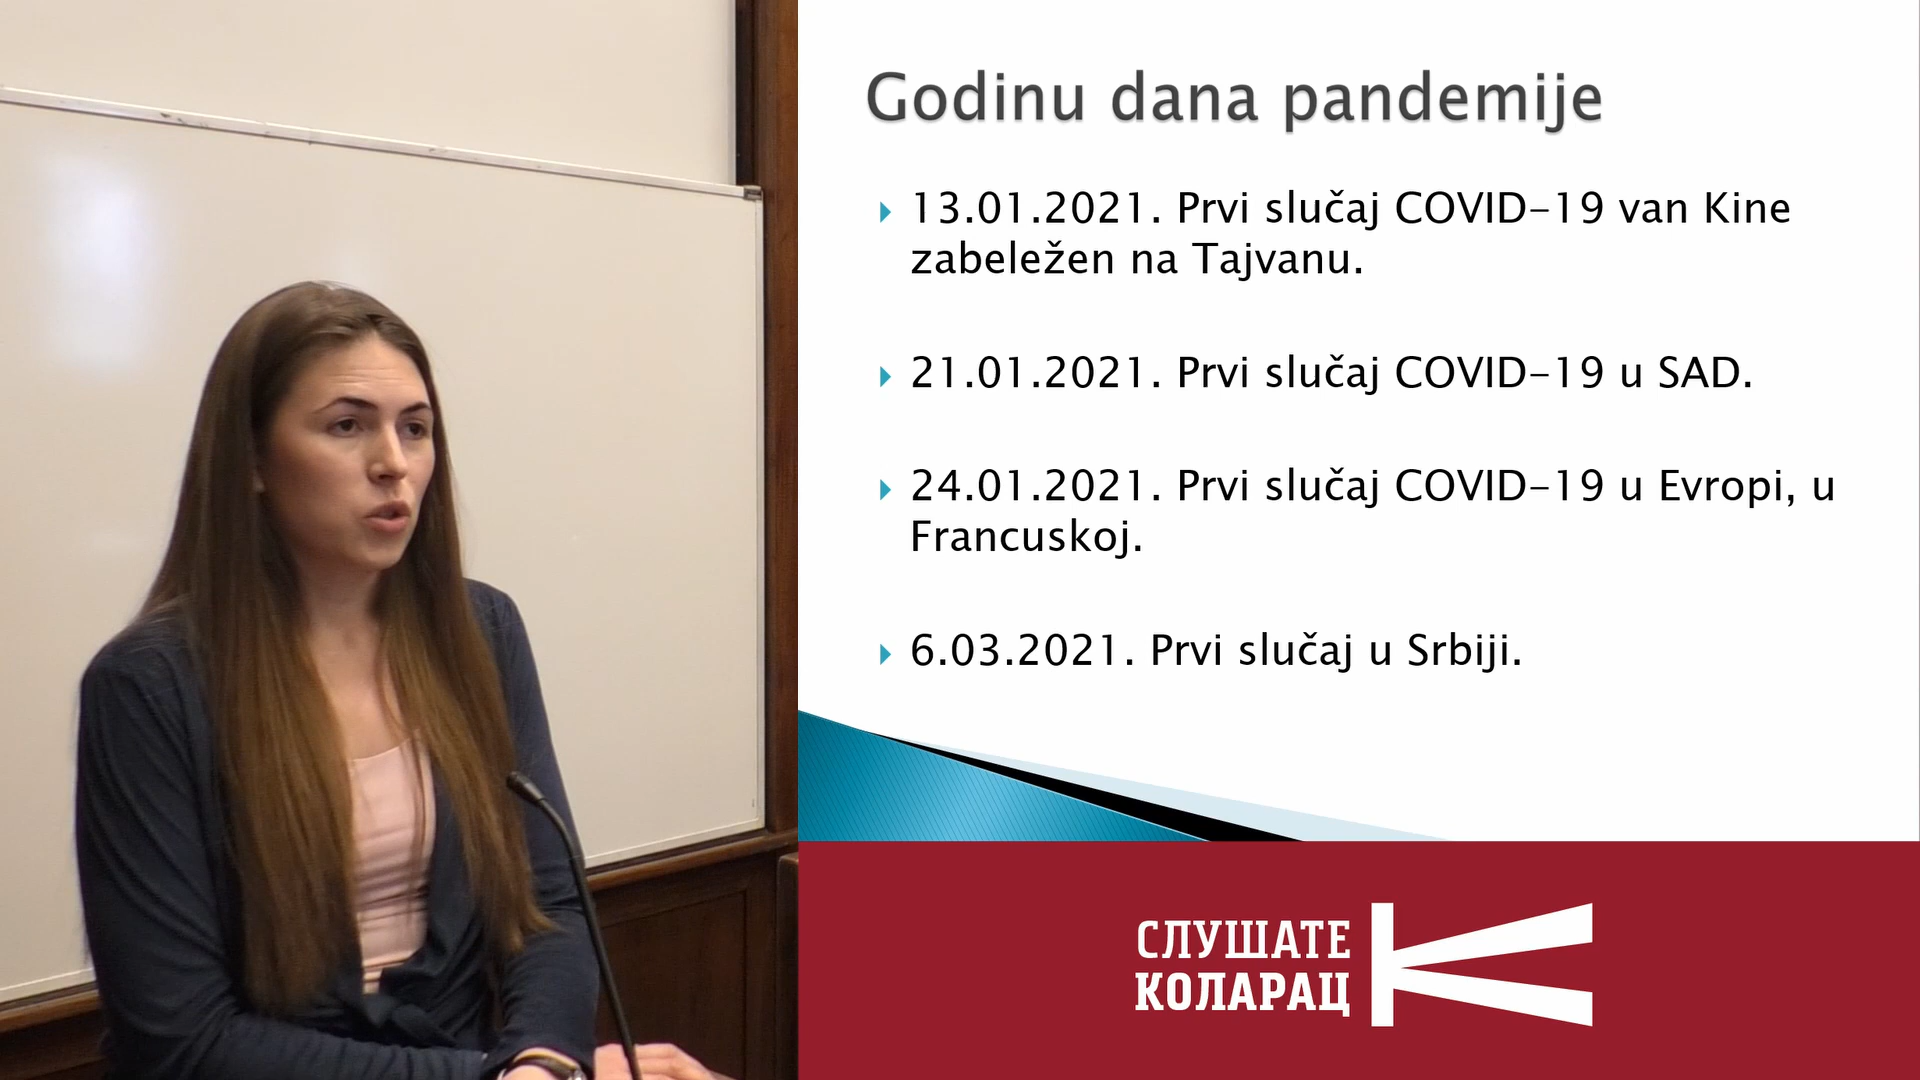 Godinu dana pandemije
13.01.2021. Prvi slučaj COVID-19 van Kine
zabeležen na Tajvanu.
21.01.2021. Prvi slučaj COVID-19 u SAD.
24.01.2021. Prvi slučaj COVID-19 u Evropi, u
Francuskoj.
6.03.2021. Prvi slučaj u Srbiji.
СЛУШАТЕ
КОЛАРАЦ